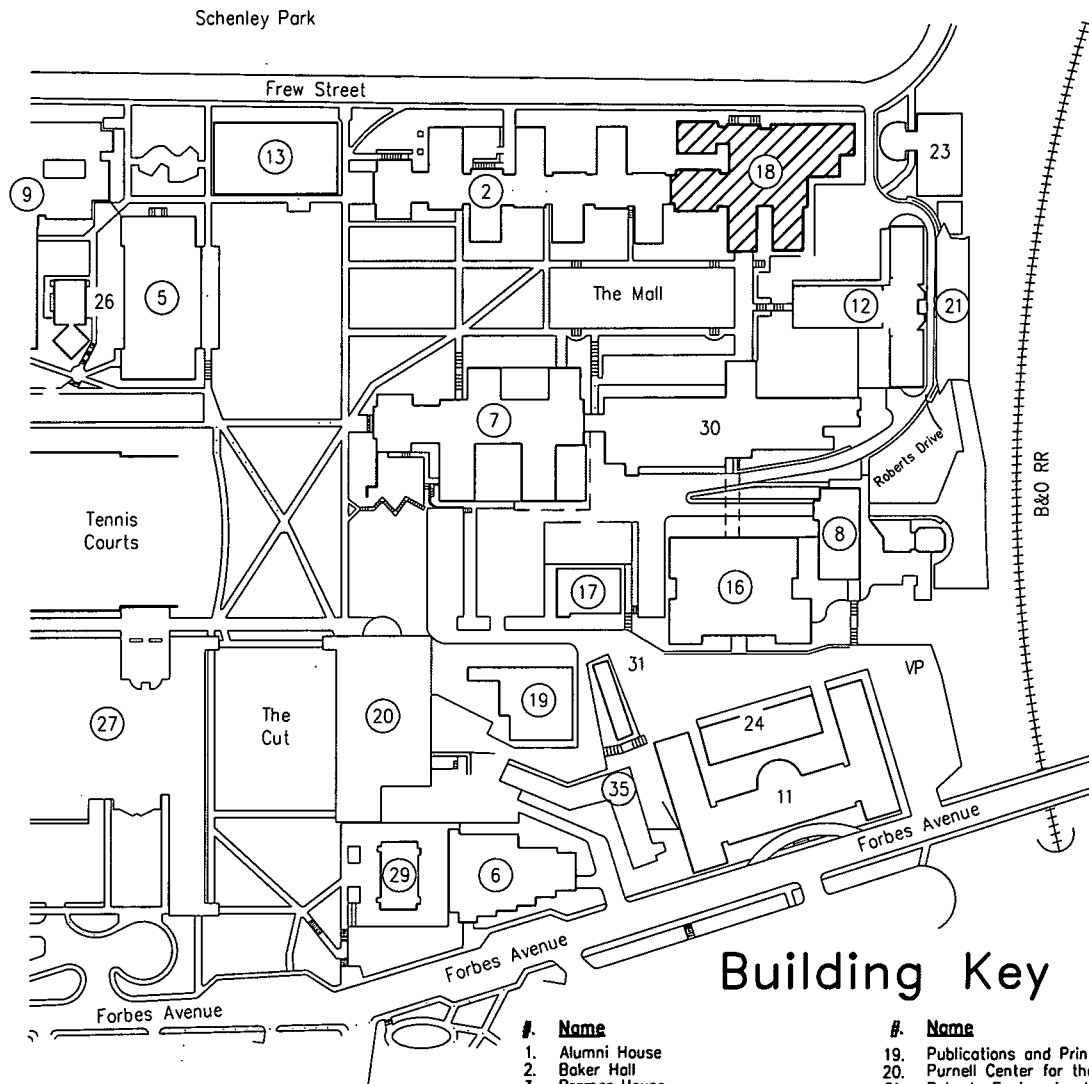 Schenley Park
Frew Street
13
2
18
23
9
26
5
The Mall
12
21
7
30
Roberts Drive
B&O RR
Tennis
Courts
8
17
16
31
VP
27
The
Cut
20
19
24
35
11
Forbes Avenue
29
6
Forbes Avenue
Forbes Avenue
Building Key
#. Name
1. Alumni House
2. Baker Hall
#. Name
19. Publications and Prin
20. Purnell Center for the